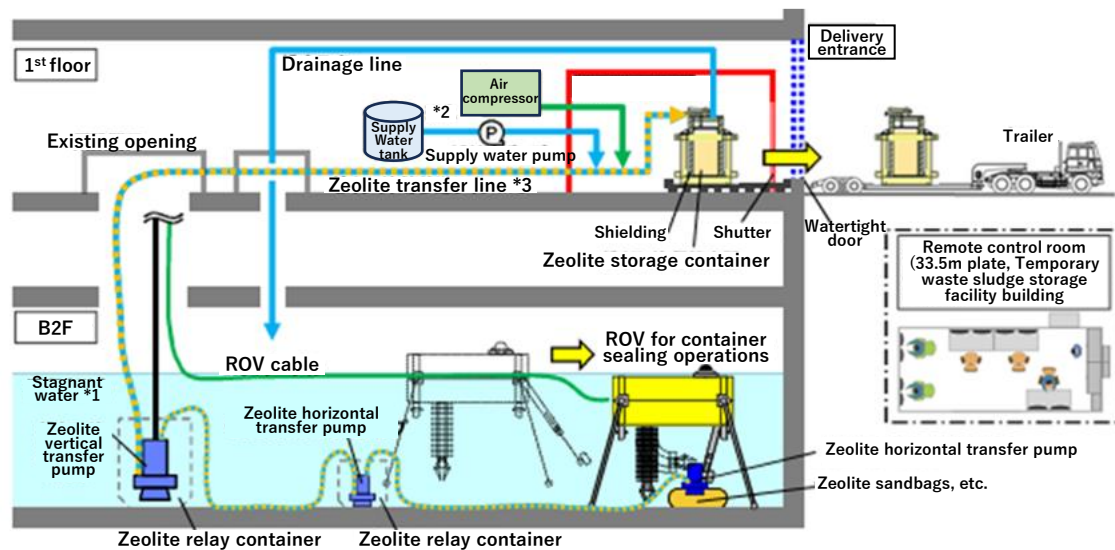 1st floor
Drainage line
Air
compressor
*2
Supply
Water
tank
P
Supply water pump
Existing opening
Zeolite transfer line *3
Delivery
entrance
Trailer
Shielding
Shutter
Watertight
door
Zeolite storage container
Remote control room
(33.5m plate, Temporary
waste sludge storage
facility building
B2F
ROV cable
ROV for container
sealing operations
Stagnant
water *1
Zeolite
vertical
transfer
pump
Zeolite horizontal
transfer pump
Zeolite horizontal transfer pump
Zeolite sandbags, etc.
Zeolite relay container
Zeolite relay container